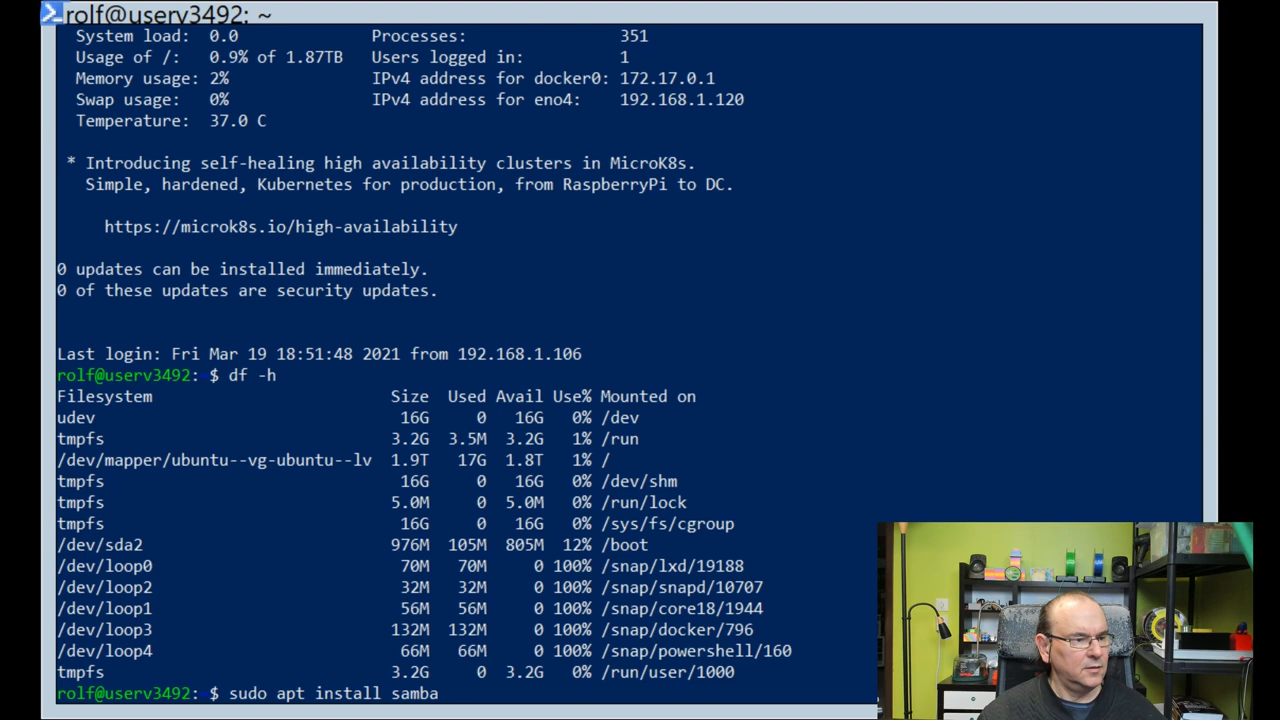 rolf@userv3492: ~
System load: 0.0 Processes: 351
Usage of /: 0.9% of 1.87TB Users logged in: 1
Memory usage: 2% IPv4 address for docker0: 172.17.0.1
Swap usage: 0% IPv4 address for eno4: 192.168.1.120
Temperature: 37.0 C
* Introducing self-healing high availability clusters in MicroK8s.
Simple, hardened, Kubernetes for production, from RaspberryPi to DC.
https://microk8s.io/high-availability
0 updates can be installed immediately.
0 of these updates are security updates.
Last login: Fri Mar 19 18:51:48 2021 from 192.168.1.106
rolf@userv3492:~$ df -h
Filesystem Size Used Avail Use% Mounted on
udev 16G 0 16G 0% /dev
tmpfs 3.2G 3.5M 3.2G 1% /run
/dev/mapper/ubuntu--vg-ubuntu--lv 1.9T 17G 1.8T 1% /
tmpfs 16G 0 16G 0% /dev/shm
tmpfs 5.0M 0 5.0M 0% /run/lock
tmpfs 16G 0 16G 0% /sys/fs/cgroup
/dev/sda2 976M 105M 805M 12% /boot
/dev/loop0 70M 70M 0 100% /snap/lxd/19188
/dev/loop2 32M 32M 0 100% /snap/snapd/10707
/dev/loop1 56M 56M 0 100% /snap/core18/1944
/dev/loop3 132M 132M 0 100% /snap/docker/796
/dev/loop4 66M 66M 0 100% /snap/powershell/160
tmpfs 3.2G 0 3.2G 0% /run/user/1000
rolf@userv3492:~$ sudo apt install samba